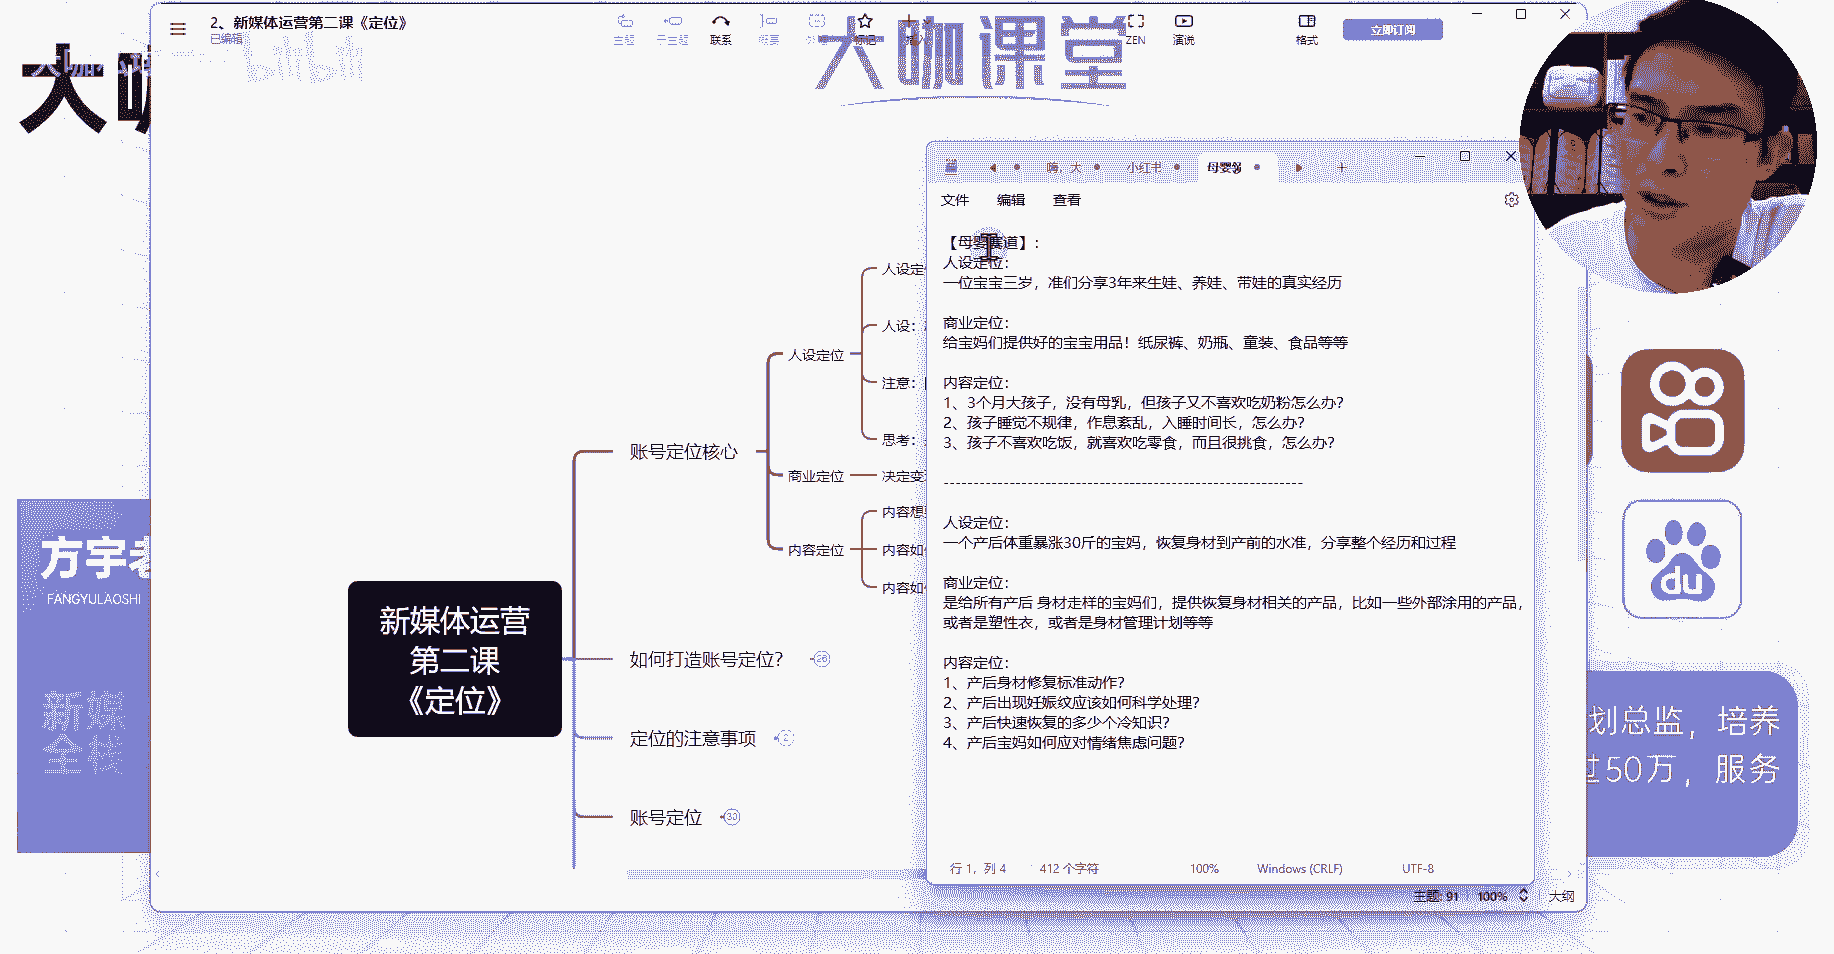 2、新媒体运营第二课《定位》
已编辑
主题
子主题
联系
概要
标记
ZEN
演说
格式
立即订阅
大咖课堂
bilibili
小红书
文件
编辑
查看
【母婴赛道】：
人设定位：
一位宝宝三岁，准们分享3年来生娃、养娃、带娃的真实经历
商业定位：
给宝妈们提供好的宝宝用品！纸尿裤、奶瓶、童装、食品等等
内容定位：
1、3个月大孩子，没有母乳，但孩子又不喜欢吃奶粉怎么办？
2、孩子睡觉不规律，作息紊乱，入睡时间长，怎么办？
3、孩子不喜欢吃饭，就喜欢吃零食，而且很挑食，怎么办？
------------------------------------------------------------
人设定位：
一个产后体重暴涨30斤的宝妈，恢复身材到产前的水准，分享整个经历和过程
商业定位：
是给所有产后 身材走样的宝妈们，提供恢复身材相关的产品，比如一些外部涂用的产品，
或者是塑性衣，或者是身材管理计划等等
内容定位：
1、产后身材修复标准动作？
2、产后出现妊娠纹应该如何科学处理？
3、产后快速恢复的多少个冷知识？
4、产后宝妈如何应对情绪焦虑问题？
行 1，列 4
412 个字符
100%
Windows (CRLF)
UTF-8
主题: 91
100%
大纲
新媒体运营
第二课
《定位》
账号定位核心
人设定位
人设定
人设：
注意：
思考：
商业定位
决定变
内容定位
内容想
内容如
内容如
如何打造账号定位？
定位的注意事项
账号定位
30
方宇老
FANGYULAOSHI
新媒
全栈
du
划总监，培养
过50万，服务